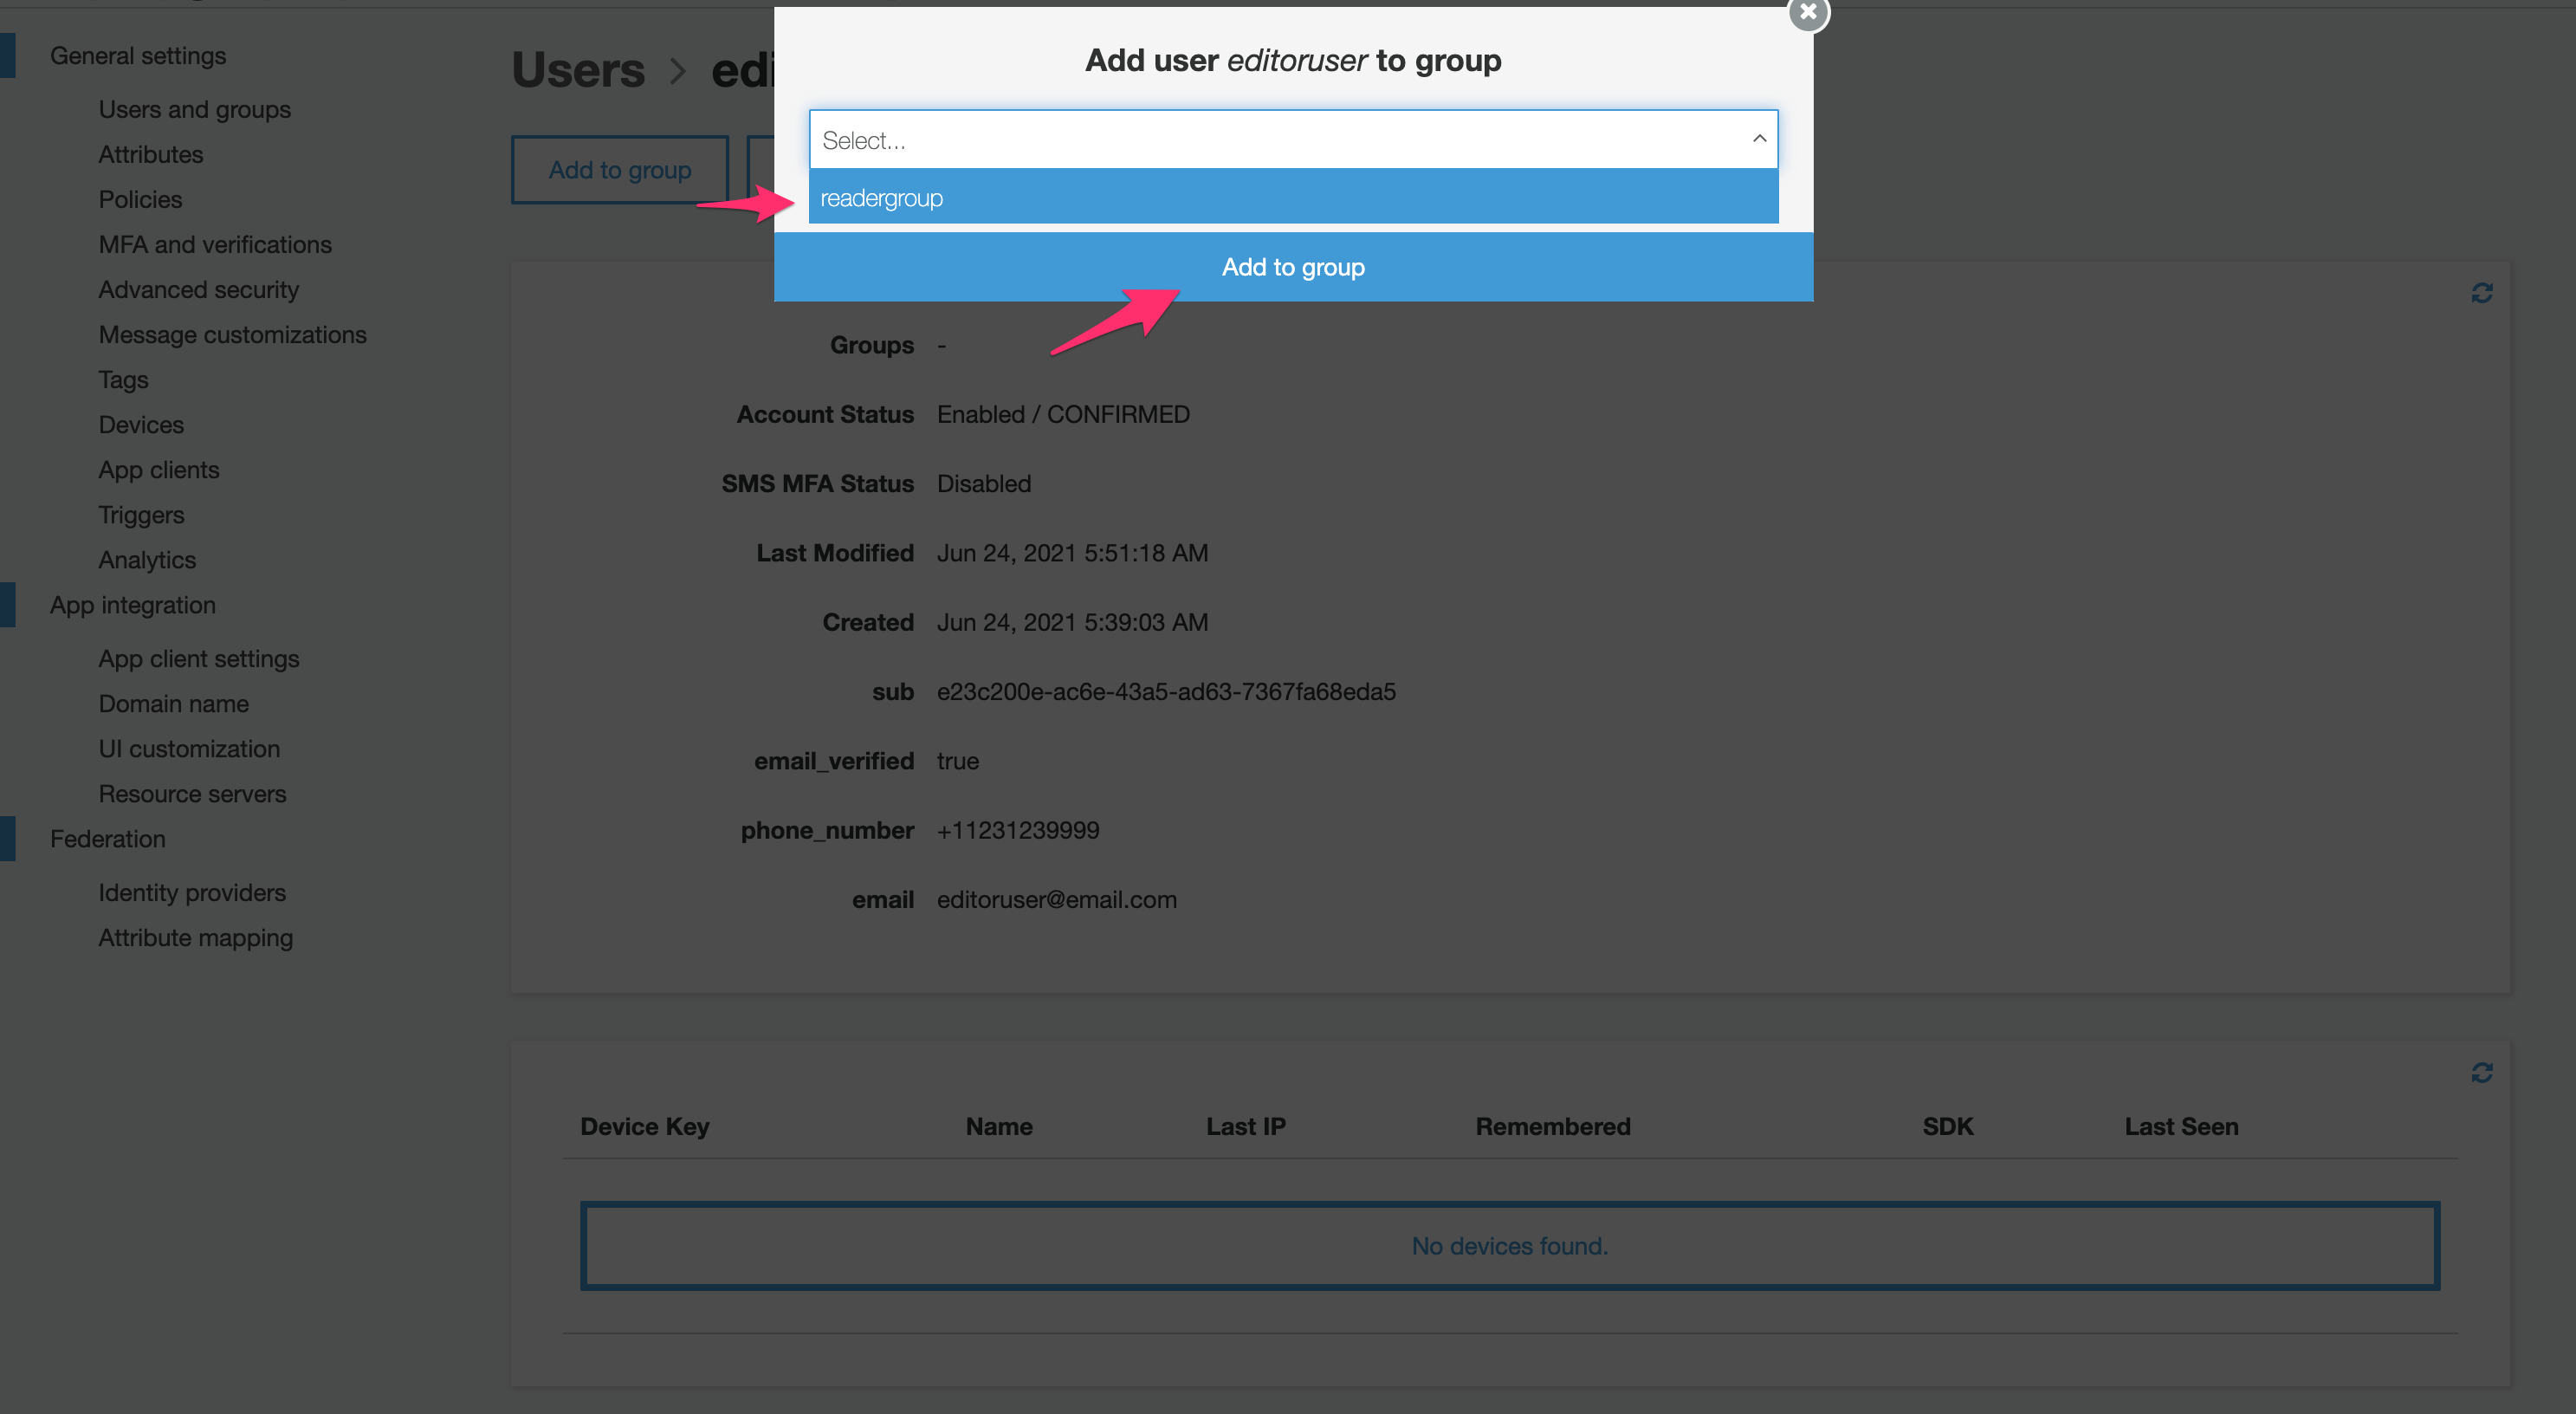 General settings
Users and groups
Attributes
Policies
MFA and verifications
Advanced security
Message customizations
Tags
Devices
App clients
Triggers
Analytics
App integration
App client settings
Domain name
UI customization
Resource servers
Federation
Identity providers
Attribute mapping
Users > edi
Add to group
Add user editoruser to group
Select...
readergroup
Add to group
Groups -
Account Status Enabled / CONFIRMED
SMS MFA Status Disabled
Last Modified Jun 24, 2021 5:51:18 AM
Created Jun 24, 2021 5:39:03 AM
sub e23c200e-ac6e-43a5-ad63-7367fa68eda5
email_verified true
phone_number +11231239999
email editoruser@email.com
Device Key Name Last IP Remembered SDK Last Seen
No devices found.